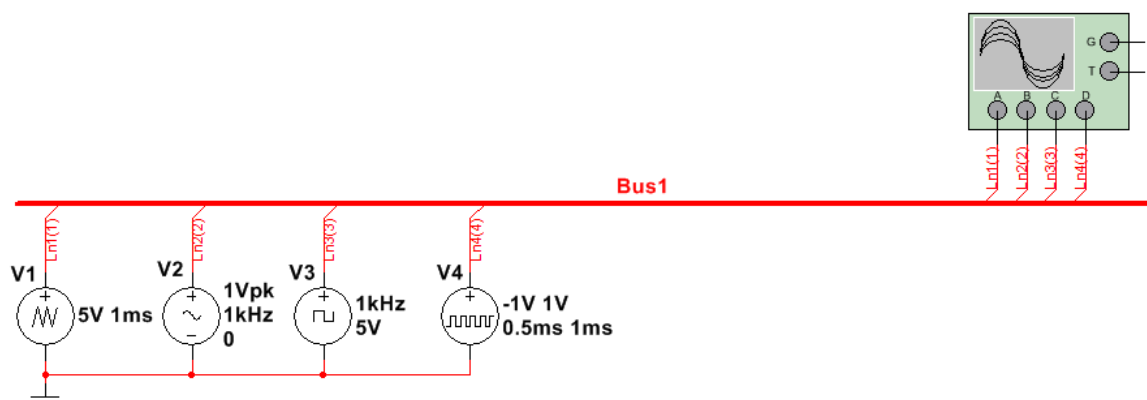 G
T
A B C D
Ln1(1) Ln2(2) Ln3(3) Ln4(4)
Bus1
Ln1(1) Ln2(2) Ln3(3) Ln4(4)
V1
5V 1ms
V2
1Vpk
1kHz
0
V3
1kHz
5V
V4
-1V 1V
0.5ms 1ms